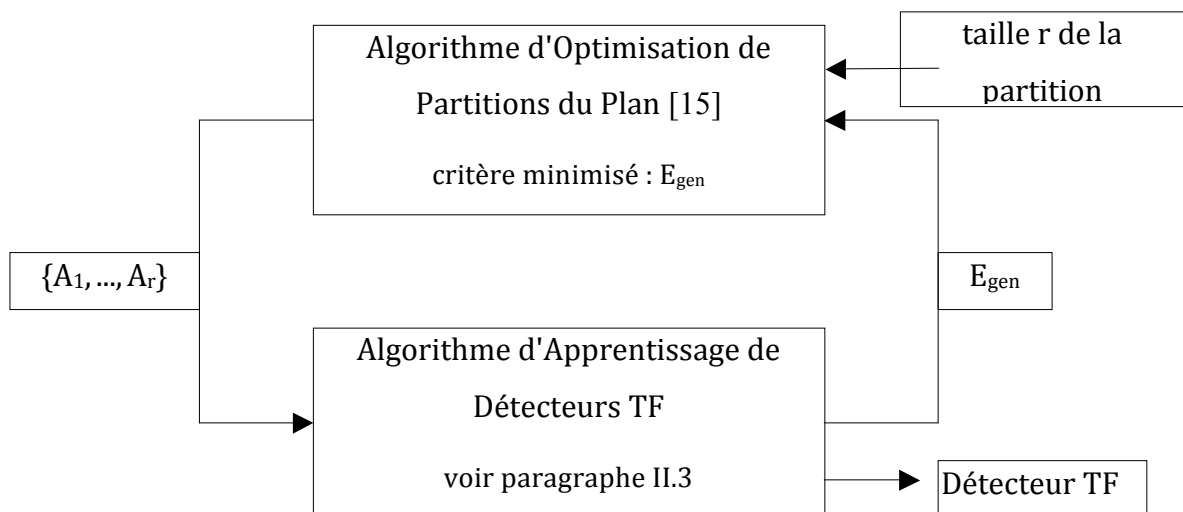 Algorithme d'Optimisation de
Partitions du Plan [15]
critère minimisé : Egen
taille r de la
partition
{A1, ..., Ar}
Egen
Algorithme d'Apprentissage de
Détecteurs TF
voir paragraphe II.3
Détecteur TF